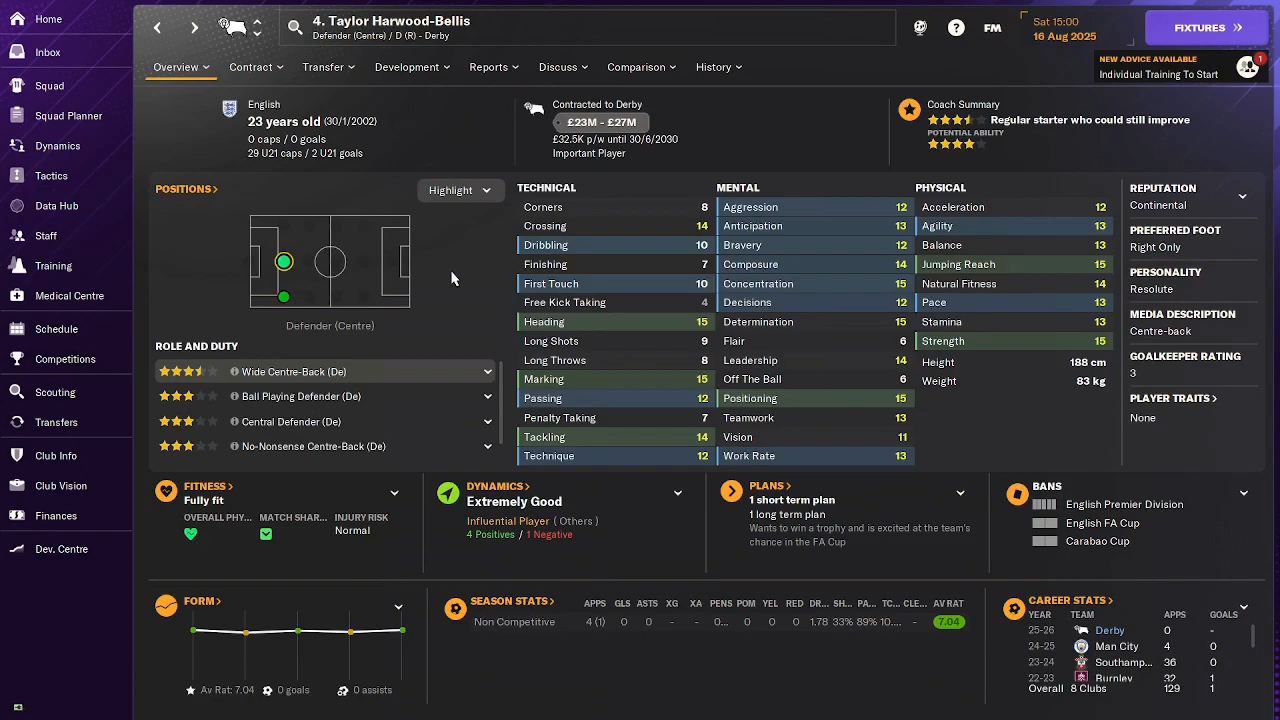 Home
Inbox
Squad
Squad Planner
Dynamics
Tactics
Data Hub
Staff
Training
Medical Centre
Schedule
Competitions
Scouting
Transfers
Club Info
Club Vision
Finances
Dev. Centre
4. Taylor Harwood-Bellis
Defender (Centre) / D (R) - Derby
?
FM
Sat 15:00
16 Aug 2025
FIXTURES
Overview
Contract
Transfer
Development
Reports
Discuss
Comparison
History
NEW ADVICE AVAILABLE
Individual Training To Start
1
English
23 years old (30/1/2002)
0 caps / 0 goals
29 U21 caps / 2 U21 goals
Contracted to Derby
£23M - £27M
£32.5K p/w until 30/6/2030
Important Player
Coach Summary
Regular starter who could still improve
POTENTIAL ABILITY
POSITIONS>
Highlight
Defender (Centre)
ROLE AND DUTY
Wide Centre-Back (De)
Ball Playing Defender (De)
Central Defender (De)
No-Nonsense Centre-Back (De)
TECHNICAL
Corners 8
Crossing 14
Dribbling 10
Finishing 7
First Touch 10
Free Kick Taking 4
Heading 15
Long Shots 9
Long Throws 8
Marking 15
Passing 12
Penalty Taking 7
Tackling 14
Technique 12
MENTAL
Aggression 12
Anticipation 13
Bravery 12
Composure 14
Concentration 15
Decisions 12
Determination 15
Flair 6
Leadership 14
Off The Ball 6
Positioning 15
Teamwork 13
Vision 11
Work Rate 13
PHYSICAL
Acceleration 12
Agility 13
Balance 13
Jumping Reach 15
Natural Fitness 14
Pace 13
Stamina 13
Strength 15
Height 188 cm
Weight 83 kg
REPUTATION
Continental
PREFERRED FOOT
Right Only
PERSONALITY
Resolute
MEDIA DESCRIPTION
Centre-back
GOALKEEPER RATING
3
PLAYER TRAITS>
None
FITNESS>
Fully fit
OVERALL PHY... MATCH SHAR... INJURY RISK
Normal
DYNAMICS>
Extremely Good
Influential Player ( Others )
4 Positives / 1 Negative
PLANS>
1 short term plan
1 long term plan
Wants to win a trophy and is excited at the team's
chance in the FA Cup
BANS
English Premier Division
English FA Cup
Carabao Cup
FORM>
Av Rat: 7.04 0 goals 0 assists
SEASON STATS> APPS GLS ASTS XG XA PENS POM YEL RED DR... SH... PA... TC... CLE... AV RAT
Non Competitive 4 (1) 0 0 - - 0... 0 0 0 1.78 33% 89% 10.... - 7.04
CAREER STATS>
YEAR TEAM APPS GOALS
25-26 Derby 0 -
24-25 Man City 4 0
23-24 Southamp... 36 0
22-23 Burnley 32 1
Overall 8 Clubs 129 1